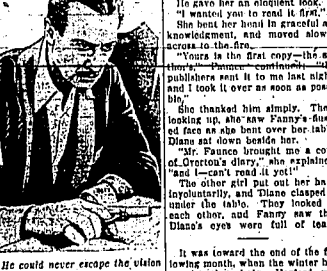 He gave her an eloquent look.
"I wanted you to read it first."
She bent her head in graceful
knowledgment, and moved slow
across to the fire.
"Yours is the first copy—the
Faunce continued;
publishers sent it to me last nigh
and I took it over as soon as pos
ble."
She thanked him simply. The
looking up, she saw Fanny's flus
ed face as she bent over her tab
Diane sat down beside her.
"Mr. Faunce brought me a co
of Overton's diary," she explaine
"and I—can't read it yet!"
The other girl put out her ha
involuntarily, and Diane clasped
under the table. They looked
each other, and Fanny saw th
Diane's eyes were full of tea
It was toward the end of the f
lowing month, when the winter h
He could never escape the vision